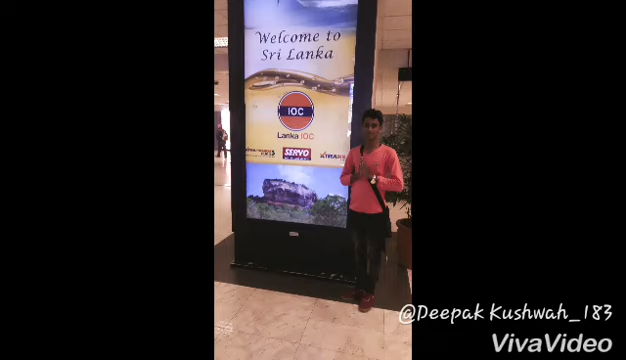 Welcome to
Sri Lanka
IOC
Lanka IOC
SERVO
@Deepak Kushwah_183
VivaVideo